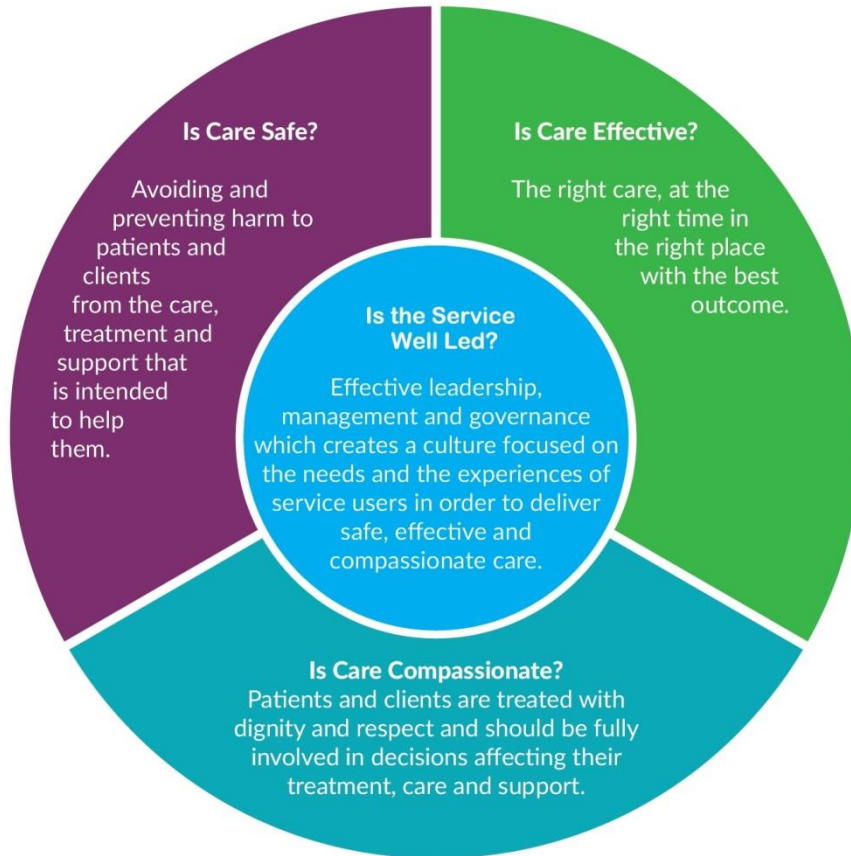 Is Care Safe?
Avoiding and
preventing harm to
patients and
clients
from the care,
treatment and
support that
is intended
to help
them.
Is Care Effective?
The right care, at the
right time in
the right place
with the best
outcome.
Is the Service
Well Led?
Effective leadership,
management and governance
which creates a culture focused on
the needs and the experiences of
service users in order to deliver
safe, effective and
compassionate care.
Is Care Compassionate?
Patients and clients are treated with
dignity and respect and should be fully
involved in decisions affecting their
treatment, care and support.